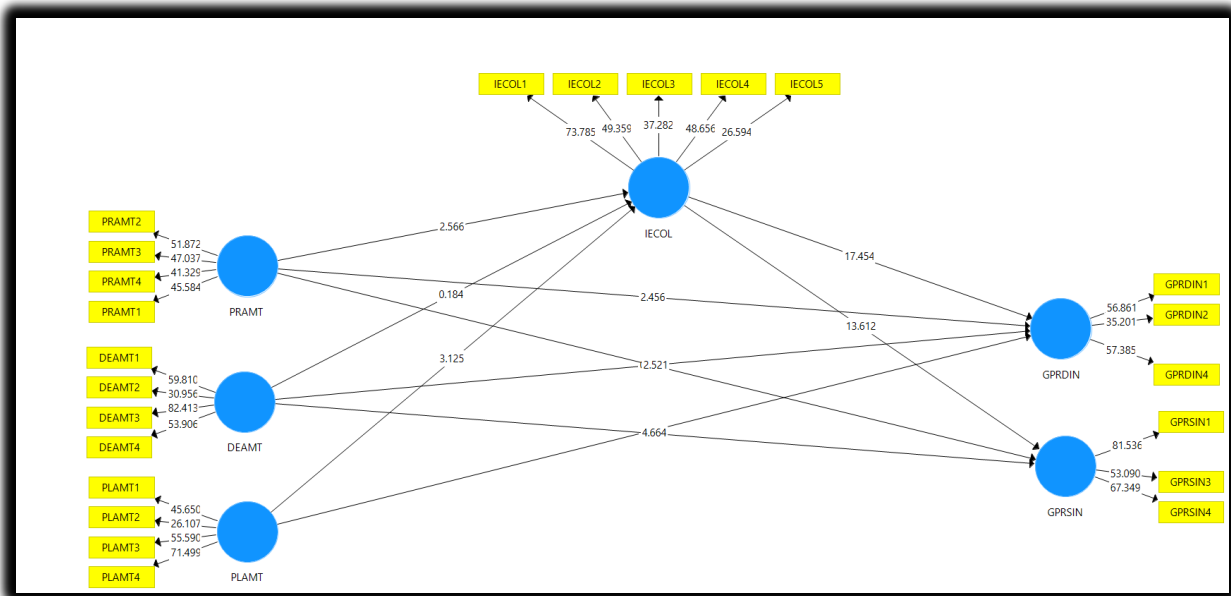 IECOL1 IECOL2 IECOL3 IECOL4 IECOL5
73.785 49.359 37.282 48.656 26.594
IECOL
PRAMT2
PRAMT3
PRAMT4
PRAMT1
51.872
47.037
41.329
45.584
PRAMT
DEAMT1
DEAMT2
DEAMT3
DEAMT4
59.810
30.956
82.413
53.906
DEAMT
PLAMT1
PLAMT2
PLAMT3
PLAMT4
45.650
26.107
55.590
71.499
PLAMT
2.566
0.184
3.125
2.456
12.521
4.664
17.454
13.612
GPRDIN1
GPRDIN2
GPRDIN4
56.861
35.201
57.385
GPRDIN
GPRSIN1
GPRSIN3
GPRSIN4
81.536
53.090
67.349
GPRSIN